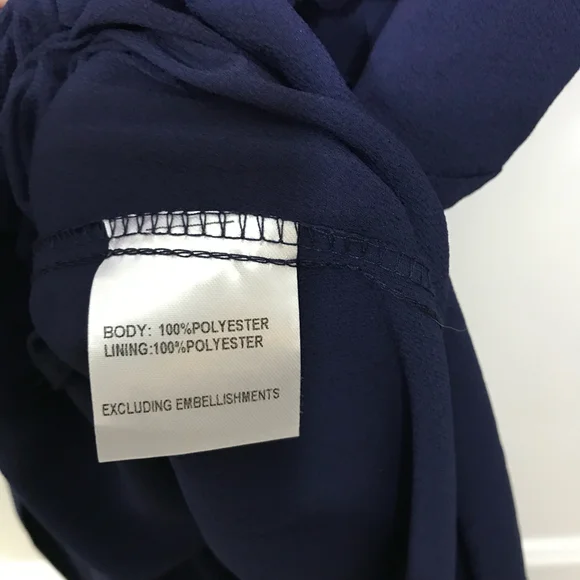 BODY: 100%POLYESTER
LINING:100%POLYESTER
EXCLUDING EMBELLISHMENTS